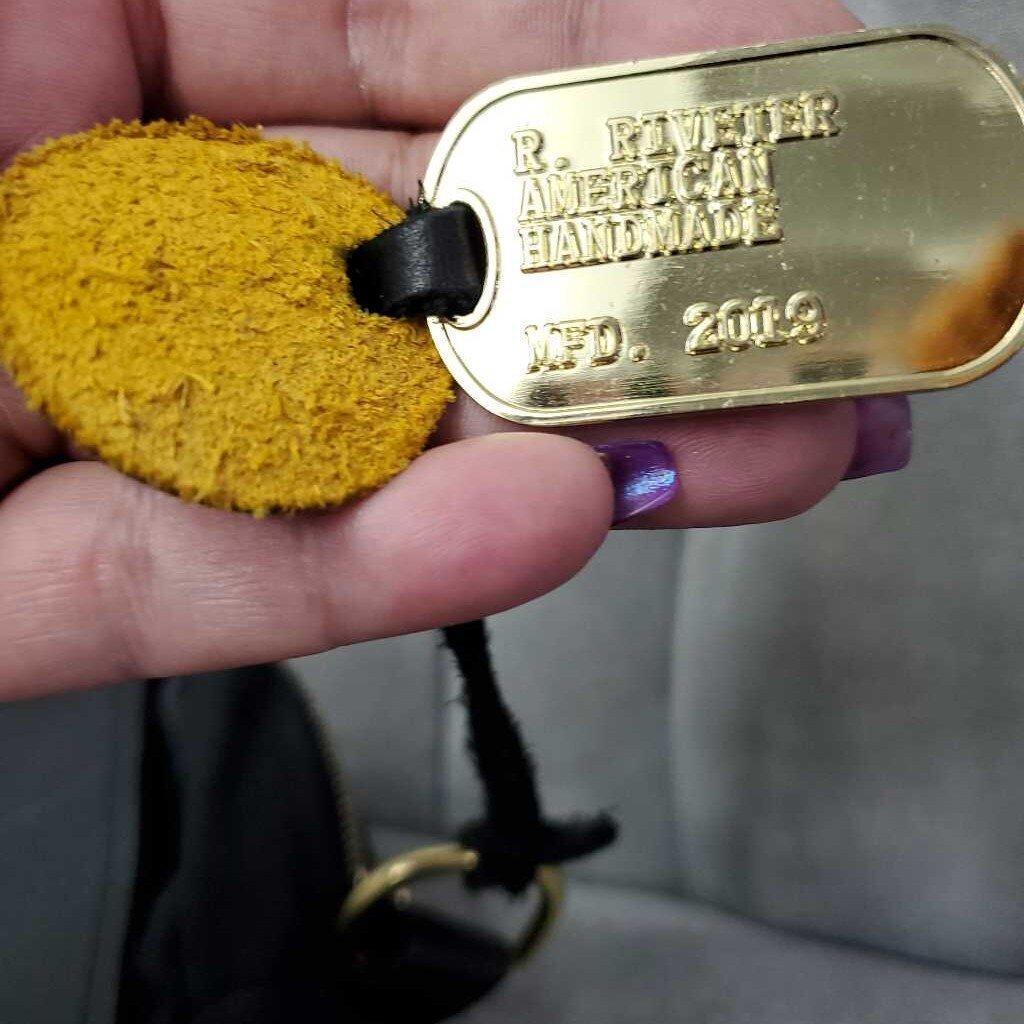 R. RIVETER
AMERICAN
HANDMADE
MFD. 2019